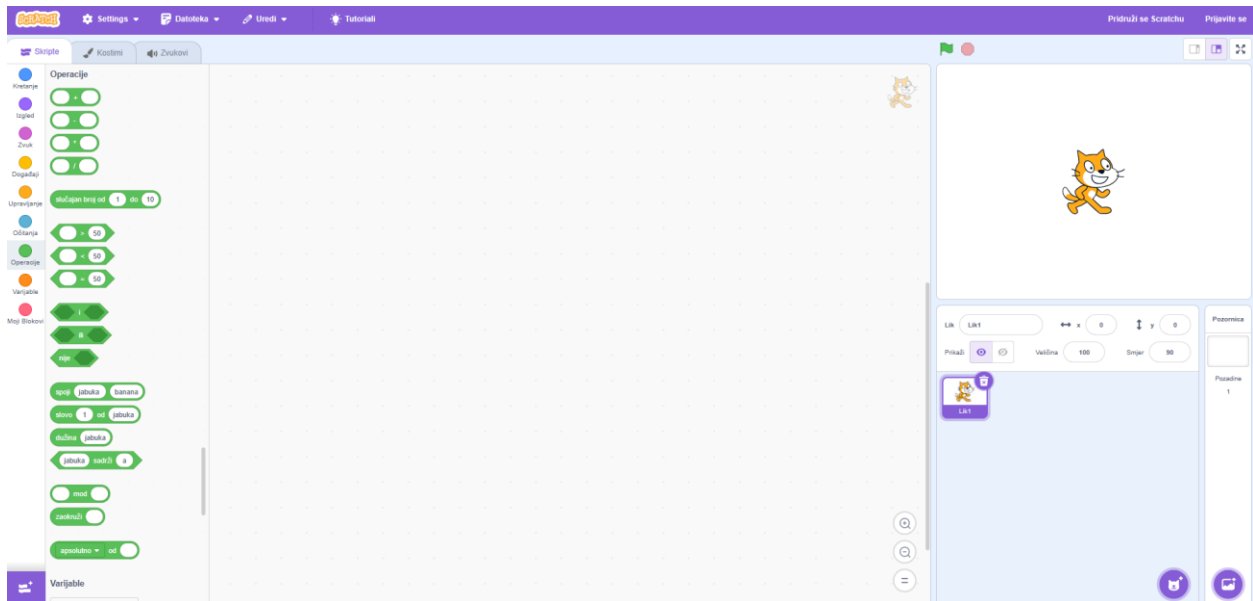 SCRATCH Settings Datoteka Uredi Tutoriali Pridruži se Scratchu Prijavite se
Skripte Kostimi Zvukovi
Kretanje
Izgled
Zvuk
Događaji
Upravljanje
Očitanja
Operacije
Varijable
Moji Blokovi
Operacije
+
-
*
/
slučajan broj od 1 do 10
> 50
< 50
= 50
i
ili
nije
spoji jabuka banana
slovo 1 od jabuka
dužina jabuka
jabuka sadrži a
mod
zaokruži
apsolutno od
Varijable
Lik Lik1 x 0 y 0
Prikaži Veličina 100 Smjer 90
Lik1
Pozornica
Pozadine
1